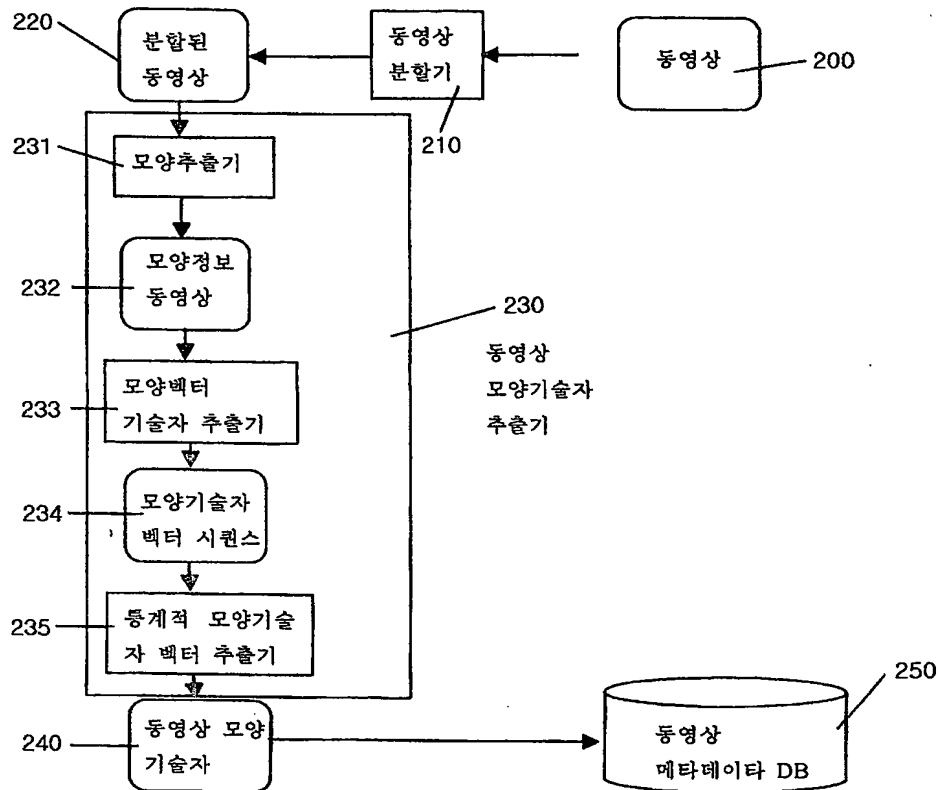 220
분할된
동영상
동영상
분할기
210
동영상
200
231
모양추출기
232
모양정보
동영상
230
동영상
모양기술자
추출기
233
모양벡터
기술자 추출기
234
모양기술자
벡터 시퀀스
235
통계적 모양기술
자 벡터 추출기
240
동영상 모양
기술자
250
동영상
메타데이타 DB